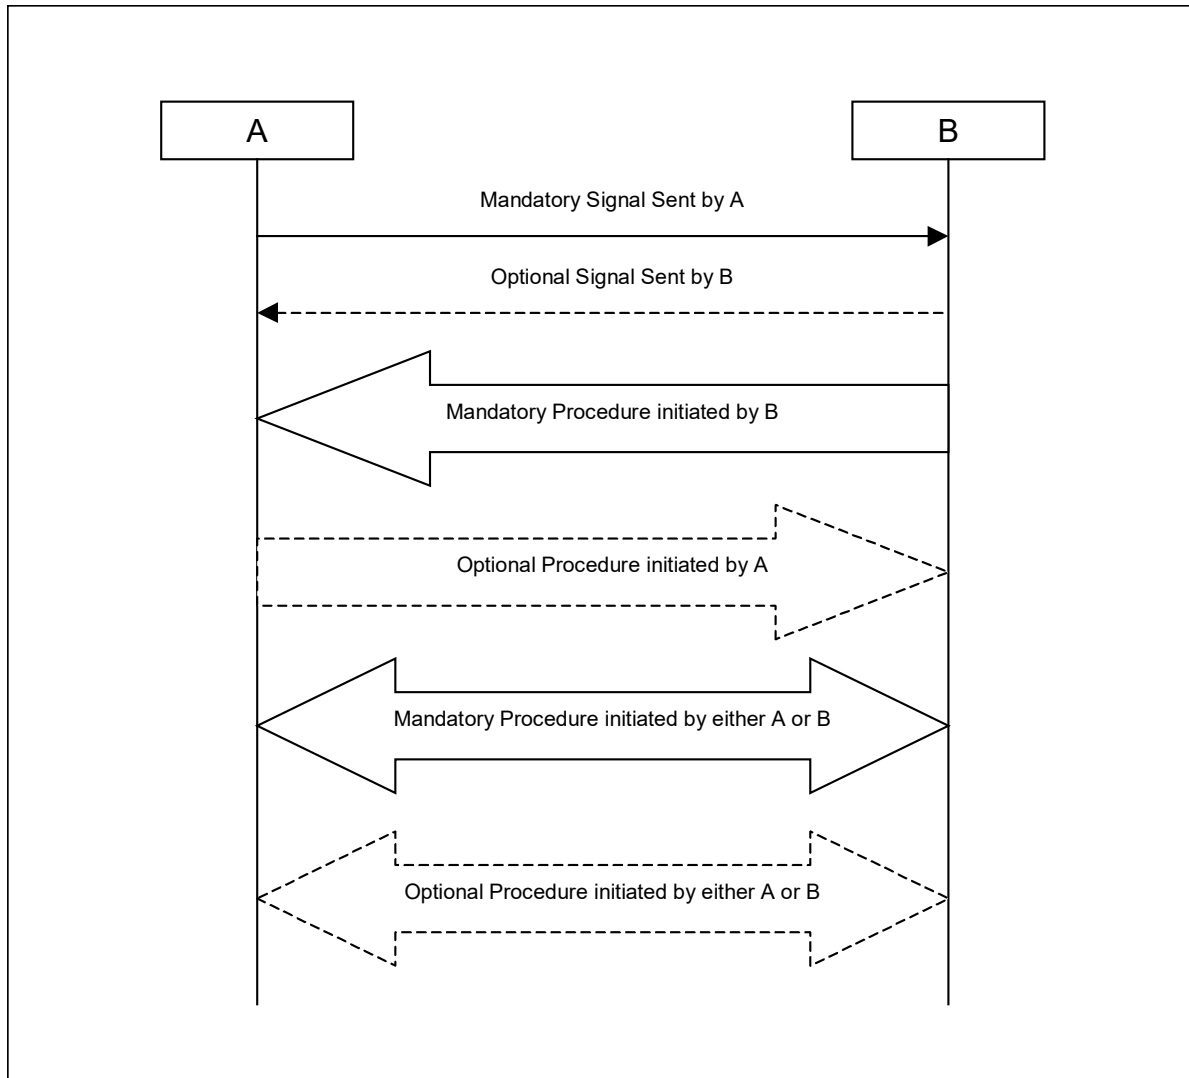 A
B
Mandatory Signal Sent by A
Optional Signal Sent by B
Mandatory Procedure initiated by B
Optional Procedure initiated by A
Mandatory Procedure initiated by either A or B
Optional Procedure initiated by either A or B